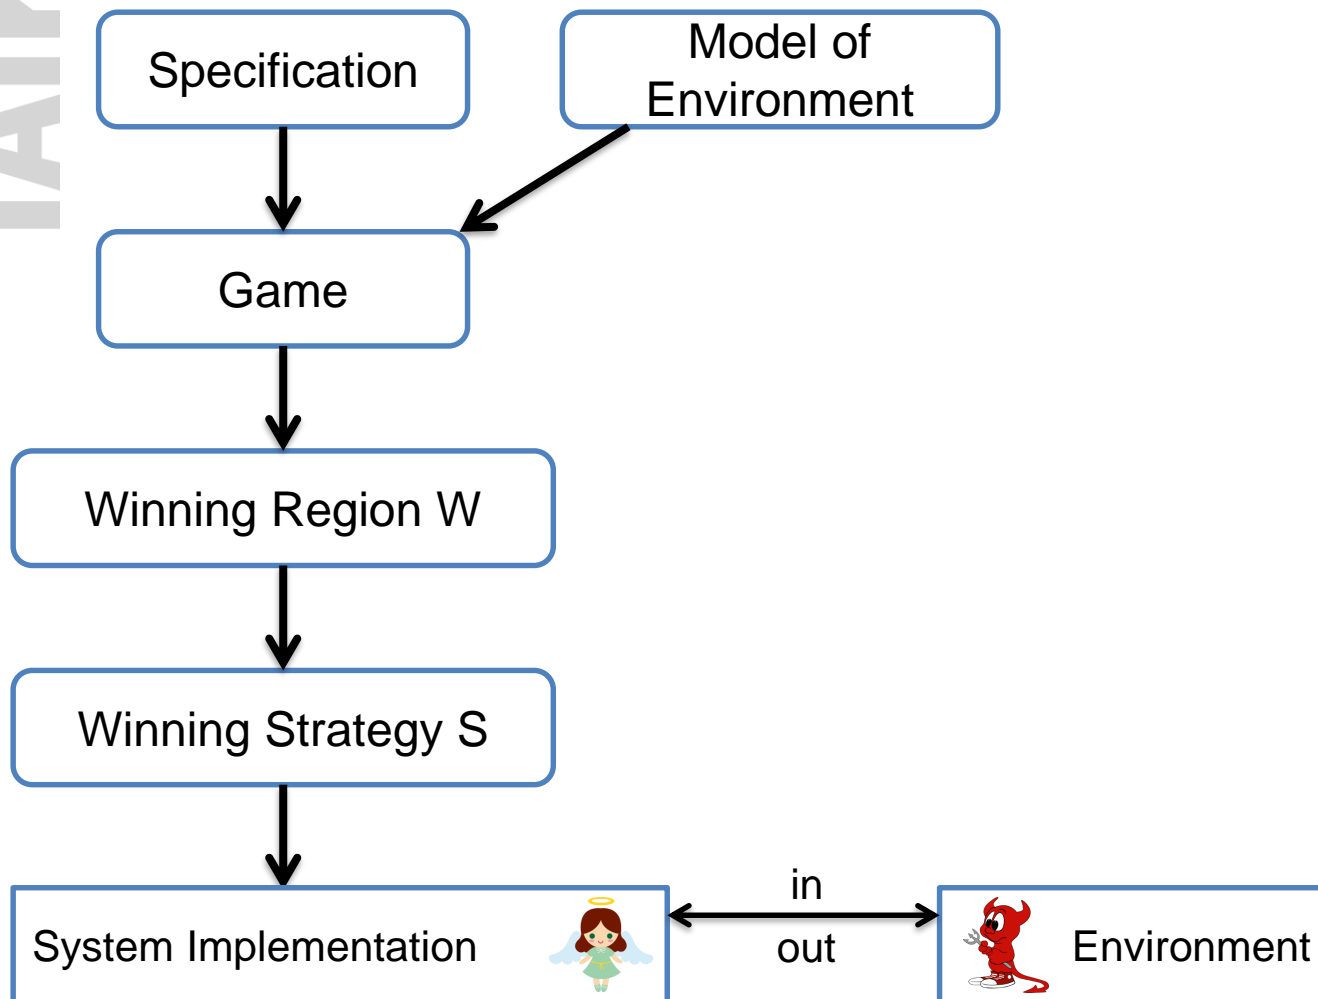 Specification
Model of
Environment
Game
Winning Region W
Winning Strategy S
System Implementation
in
out
Environment